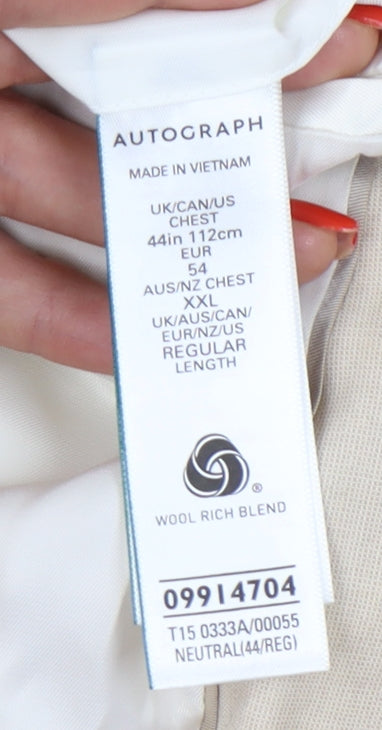 AUTOGRAPH
MADE IN VIETNAM
UK/CAN/US
CHEST
44in 112cm
EUR
54
AUS/NZ CHEST
XXL
UK/AUS/CAN/
EUR/NZ/US
REGULAR
LENGTH
®
WOOL RICH BLEND
09914704
T15 0333A/00055
NEUTRAL(44/REG)